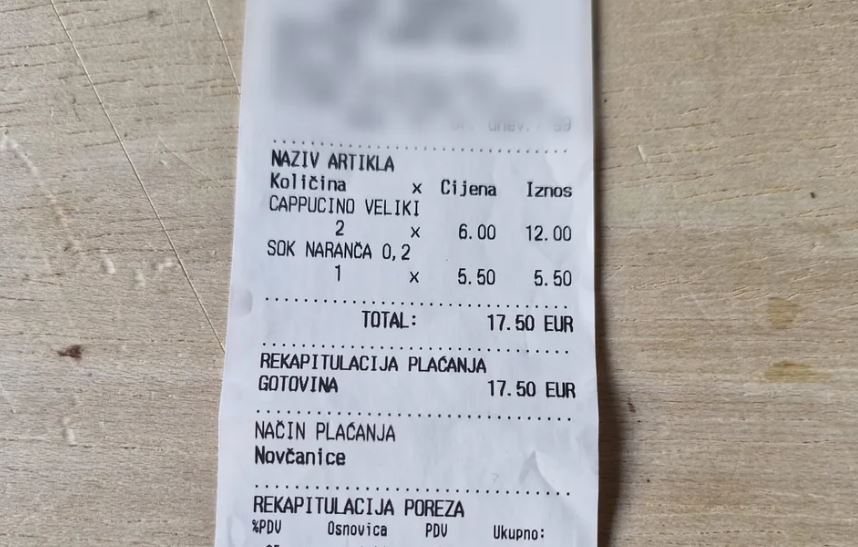 NAZIV ARTIKLA
Količina x Cijena Iznos
CAPPUCINO VELIKI
2 x 6.00 12.00
SOK NARANČA 0,2
1 x 5.50 5.50
TOTAL: 17.50 EUR
REKAPITULACIJA PLAĆANJA
GOTOVINA 17.50 EUR
NAČIN PLAĆANJA
Novčanice
REKAPITULACIJA POREZA
%PDV Osnovica PDV Ukupno: